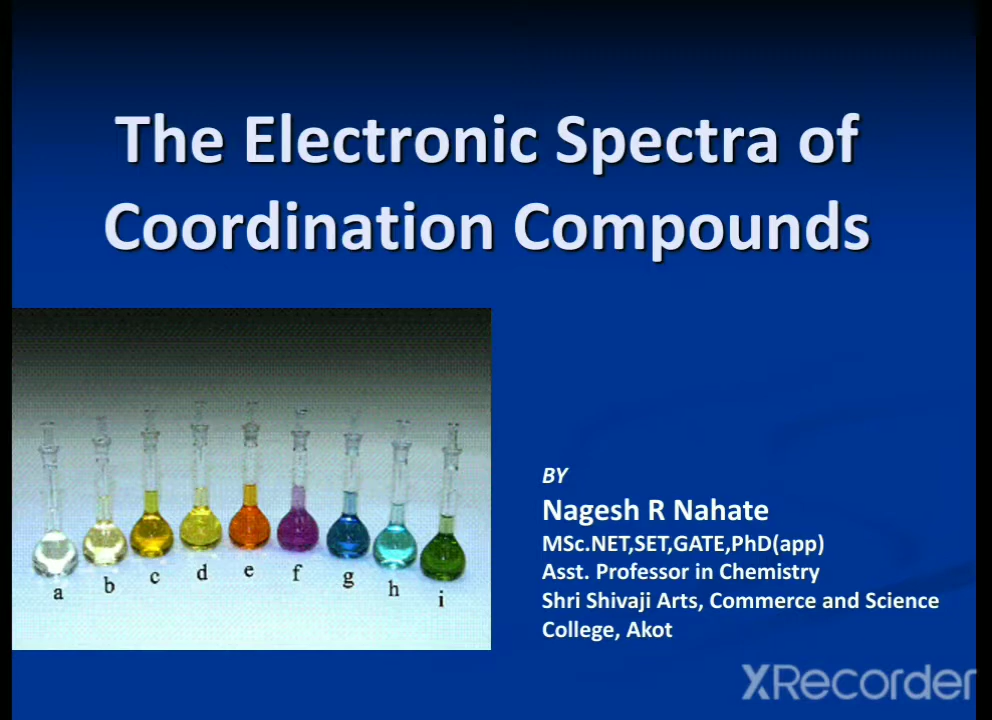 The Electronic Spectra of
Coordination Compounds
a
b
c
d
e
f
g
h
i
BY
Nagesh R Nahate
MSc.NET,SET,GATE,PhD(app)
Asst. Professor in Chemistry
Shri Shivaji Arts, Commerce and Science
College, Akot
XRecorder